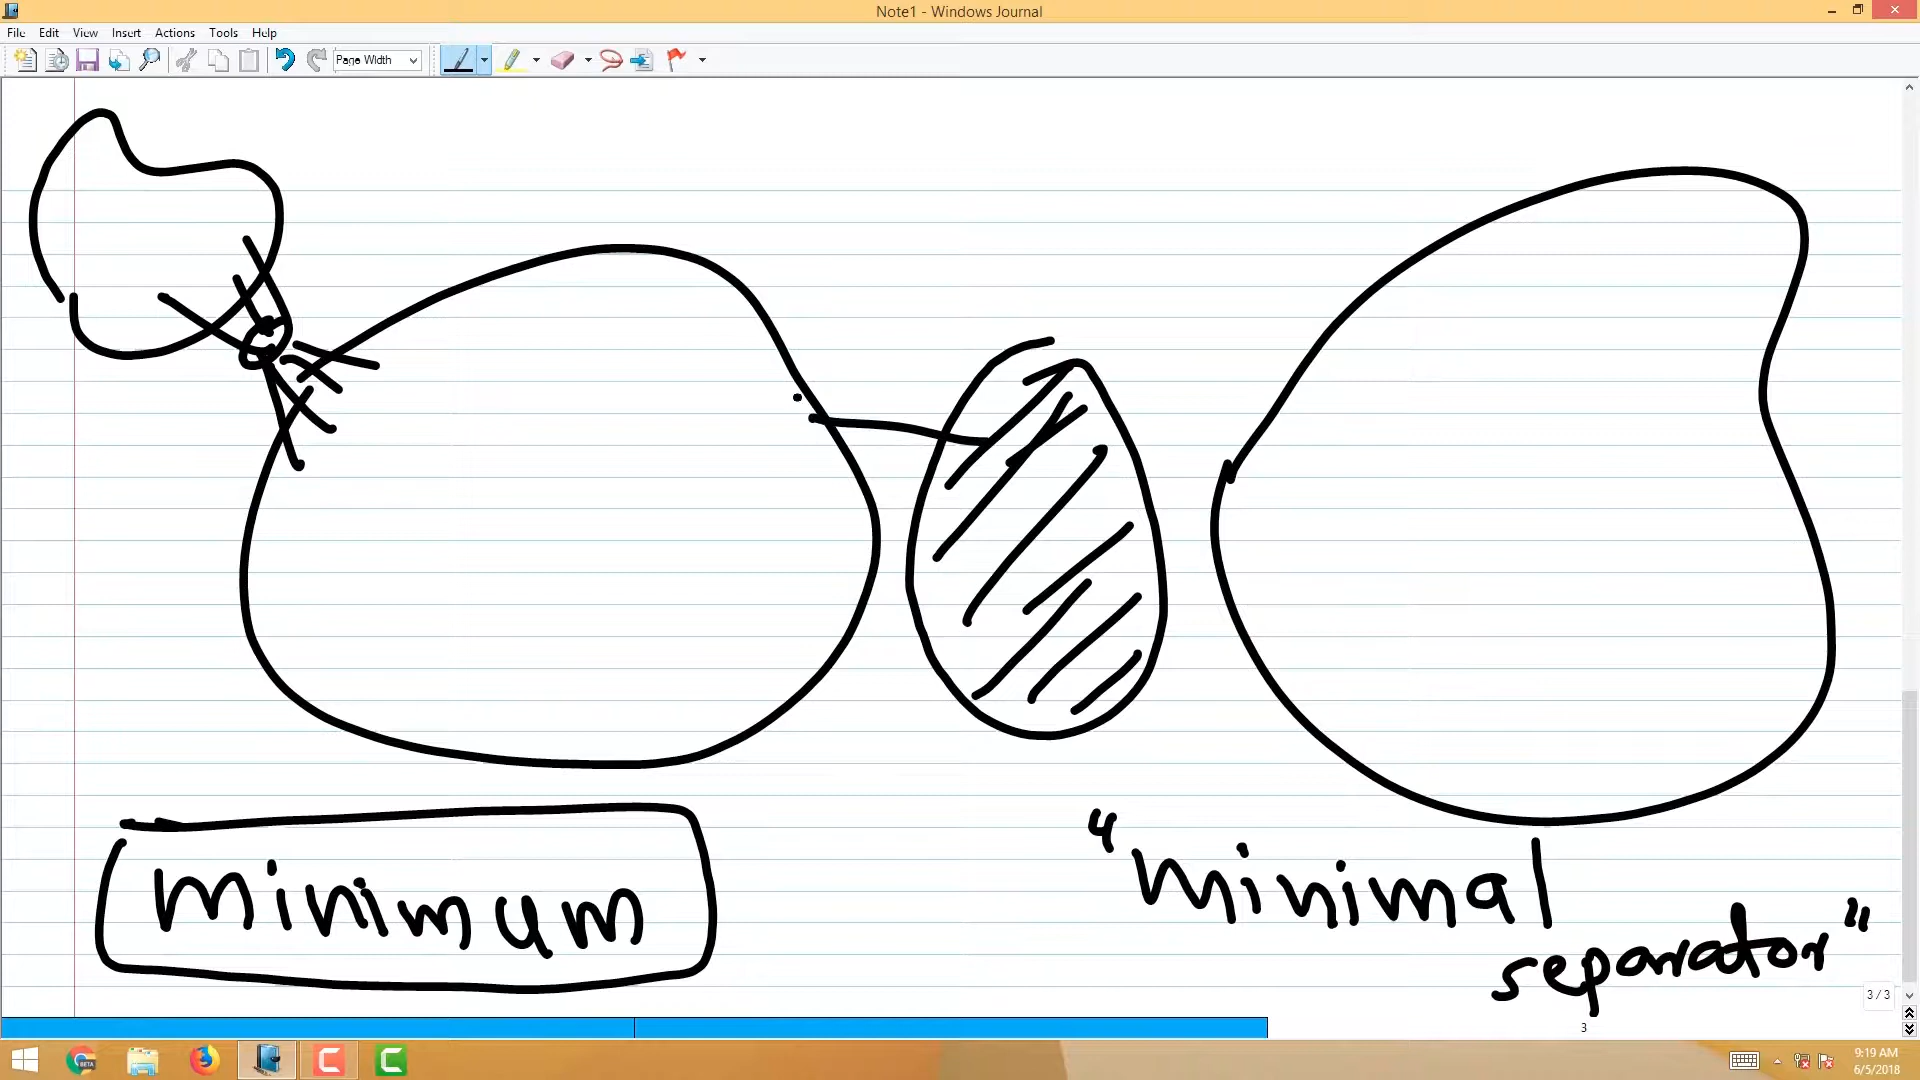 Note1 - Windows Journal
File Edit View Insert Actions Tools Help
Page Width
minimum
"minimal
separator"
3 / 3
3
BETA
9:19 AM
6/5/2018